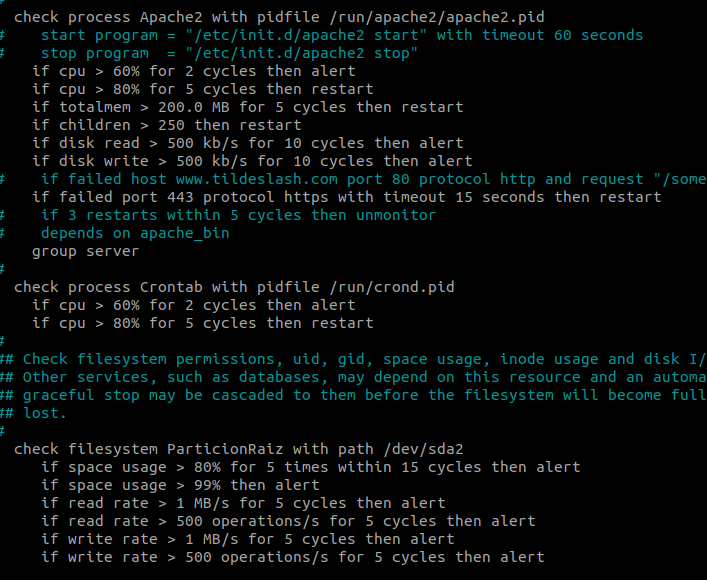 #
check process Apache2 with pidfile /run/apache2/apache2.pid
#    start program = "/etc/init.d/apache2 start" with timeout 60 seconds
#    stop program  = "/etc/init.d/apache2 stop"
if cpu > 60% for 2 cycles then alert
if cpu > 80% for 5 cycles then restart
if totalmem > 200.0 MB for 5 cycles then restart
if children > 250 then restart
if disk read > 500 kb/s for 10 cycles then alert
if disk write > 500 kb/s for 10 cycles then alert
#    if failed host www.tildeslash.com port 80 protocol http and request "/some
if failed port 443 protocol https with timeout 15 seconds then restart
#    if 3 restarts within 5 cycles then unmonitor
#    depends on apache_bin
group server
#
check process Crontab with pidfile /run/crond.pid
if cpu > 60% for 2 cycles then alert
if cpu > 80% for 5 cycles then restart
#
## Check filesystem permissions, uid, gid, space usage, inode usage and disk I/
## Other services, such as databases, may depend on this resource and an automa
## graceful stop may be cascaded to them before the filesystem will become full
## lost.
#
check filesystem ParticionRaiz with path /dev/sda2
if space usage > 80% for 5 times within 15 cycles then alert
if space usage > 99% then alert
if read rate > 1 MB/s for 5 cycles then alert
if read rate > 500 operations/s for 5 cycles then alert
if write rate > 1 MB/s for 5 cycles then alert
if write rate > 500 operations/s for 5 cycles then alert